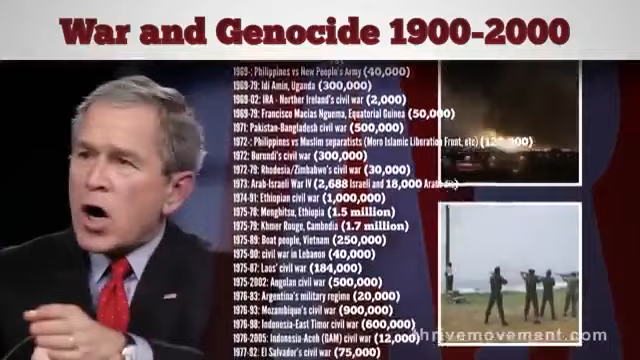 War and Genocide 1900-2000
1969-: Philippines vs New People's Army (40,000)
1969-79: Idi Amin, Uganda (300,000)
1969-02: IRA - Norther Ireland's civil war (2,000)
1969-79: Francisco Macias Nguema, Equatorial Guinea (50,000)
1971: Pakistan-Bangladesh civil war (500,000)
1972-: Philippines vs Muslim separatists (Moro Islamic Liberation Front, etc)
1972: Burundi's civil war (300,000)
1972-79: Rhodesia/Zimbabwe's civil war (30,000)
1973: Arab-Israeli War IV (2,688 Israeli and 18,000
1974-91: Ethiopian civil war (1,000,000)
1975-78: Menghitsu, Ethiopia (1.5 million)
1975-79: Khmer Rouge, Cambodia (1.7 million)
1975-89: Boat people, Vietnam (250,000)
1975-90: civil war in Lebanon (40,000)
1975-87: Laos' civil war (184,000)
1975-2002: Angolan civil war (500,000)
1976-83: Argentina's military regime (20,000)
1976-93: Mozambique's civil war (900,000)
1976-98: Indonesia-East Timor civil war (600,000)
1976-2005: Indonesia-Aceh (GAM) civil war (12,000)
thrivemovement.com
1977-92: El Salvador's civil war (75,000)